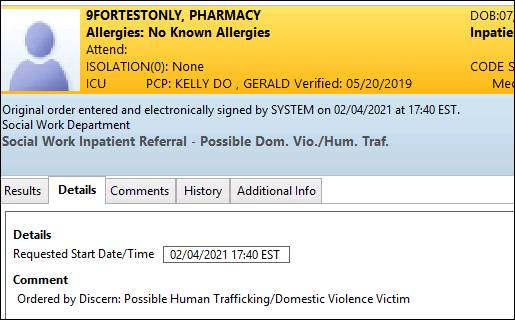 9FORTESTONLY, PHARMACY DOB:07,
Allergies: No Known Allergies Inpatie
Attend:
ISOLATION(0): None CODE S
ICU PCP: KELLY DO , GERALD Verified: 05/20/2019 Med
Original order entered and electronically signed by SYSTEM on 02/04/2021 at 17:40 EST.
Social Work Department
Social Work Inpatient Referral - Possible Dom. Vio./Hum. Traf.
Results Details Comments History Additional Info
Details
Requested Start Date/Time 02/04/2021 17:40 EST
Comment
Ordered by Discern: Possible Human Trafficking/Domestic Violence Victim